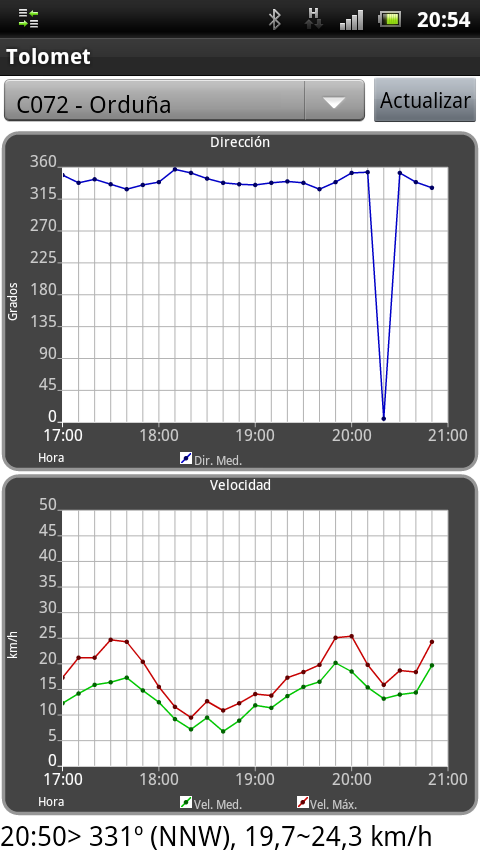 H 20:54
Tolomet
C072 - Orduña Actualizar
Dirección
360
315
270
225
180
135
90
45
0
Grados
17:00 18:00 19:00 20:00 21:00
Hora Dir. Med.
Velocidad
50
45
40
35
30
25
20
15
10
5
0
km/h
17:00 18:00 19:00 20:00 21:00
Hora Vel. Med. Vel. Máx.
20:50> 331º (NNW), 19,7~24,3 km/h